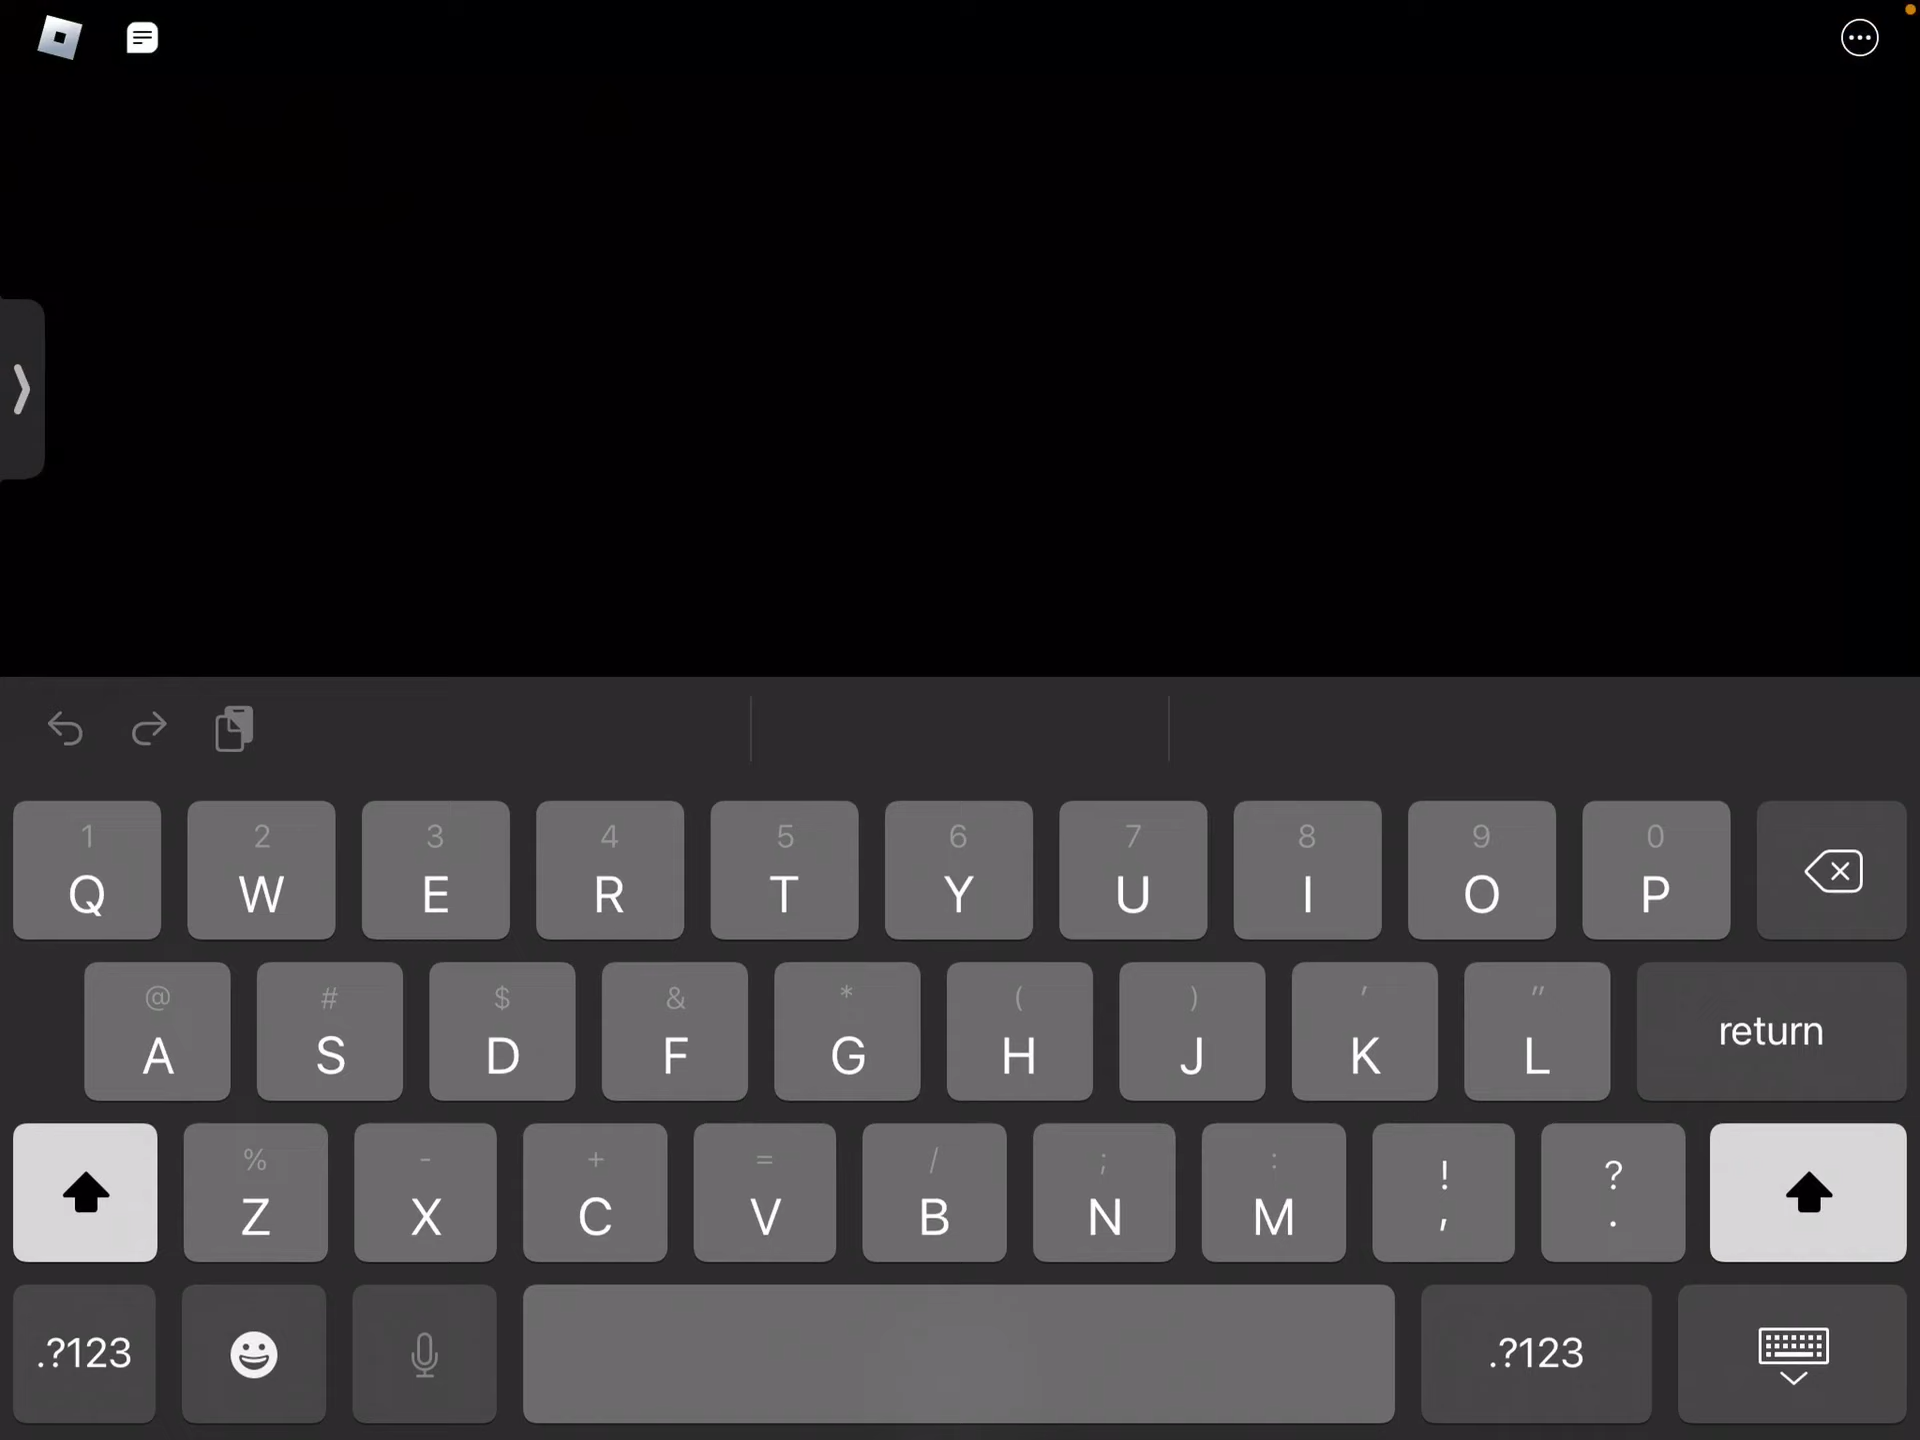 1 2 3 4 5 6 7 8 9 0
Q W E R T Y U I O P
@ # $ & * ( ) ' "
A S D F G H J K L return
% - + = / ; : ! ?
Z X C V B N M , .
.?123 .?123